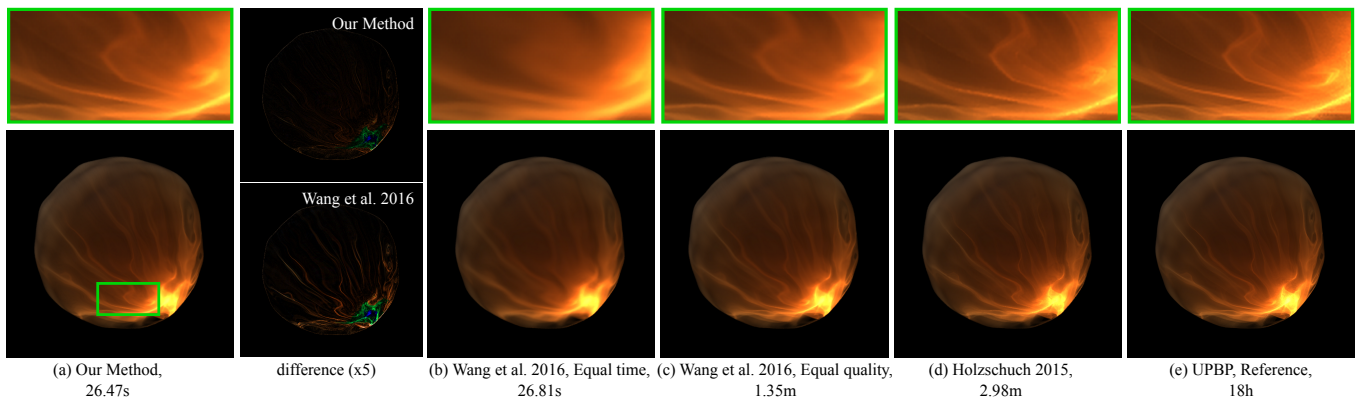 Our Method
Wang et al. 2016
(a) Our Method,
26.47s
difference (x5)
(b) Wang et al. 2016, Equal time,
26.81s
(c) Wang et al. 2016, Equal quality,
1.35m
(d) Holzschuch 2015,
2.98m
(e) UPBP, Reference,
18h